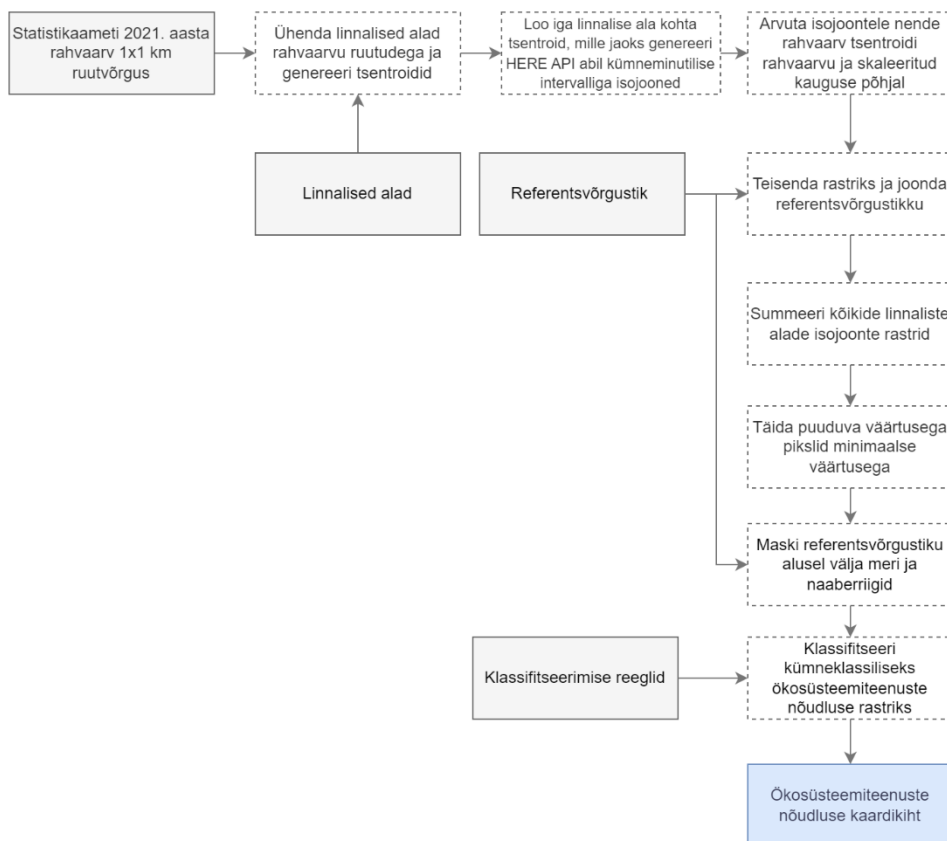 Statistikaameti 2021. aasta
rahvaarv 1x1 km
ruutvõrgus
Ühenda linnalised alad
rahvaarvu ruutudega ja
genereeri tsentroidid
Loo iga linnalise ala kohta
tsentroid, mille jaoks genereeri
HERE API abil kümneminutilise
intervalliga isojooned
Arvuta isojoontele nende
rahvaarv tsentroidi
rahvaarvu ja skaleeritud
kauguse põhjal
Linnalised alad
Referentsvõrgustik
Teisenda rastriks ja joonda
referentsvõrgustikku
Summeeri kõikide linnaliste
alade isojoonte rastrid
Täida puuduva väärtusega
pikslid minimaalse
väärtusega
Maski referentsvõrgustiku
alusel välja meri ja
naaberriigid
Klassifitseerimise reeglid
Klassifitseeri
kümneklassiliseks
ökosüsteemiteenuste
nõudluse rastriks
Ökosüsteemiteenuste
nõudluse kaardikiht